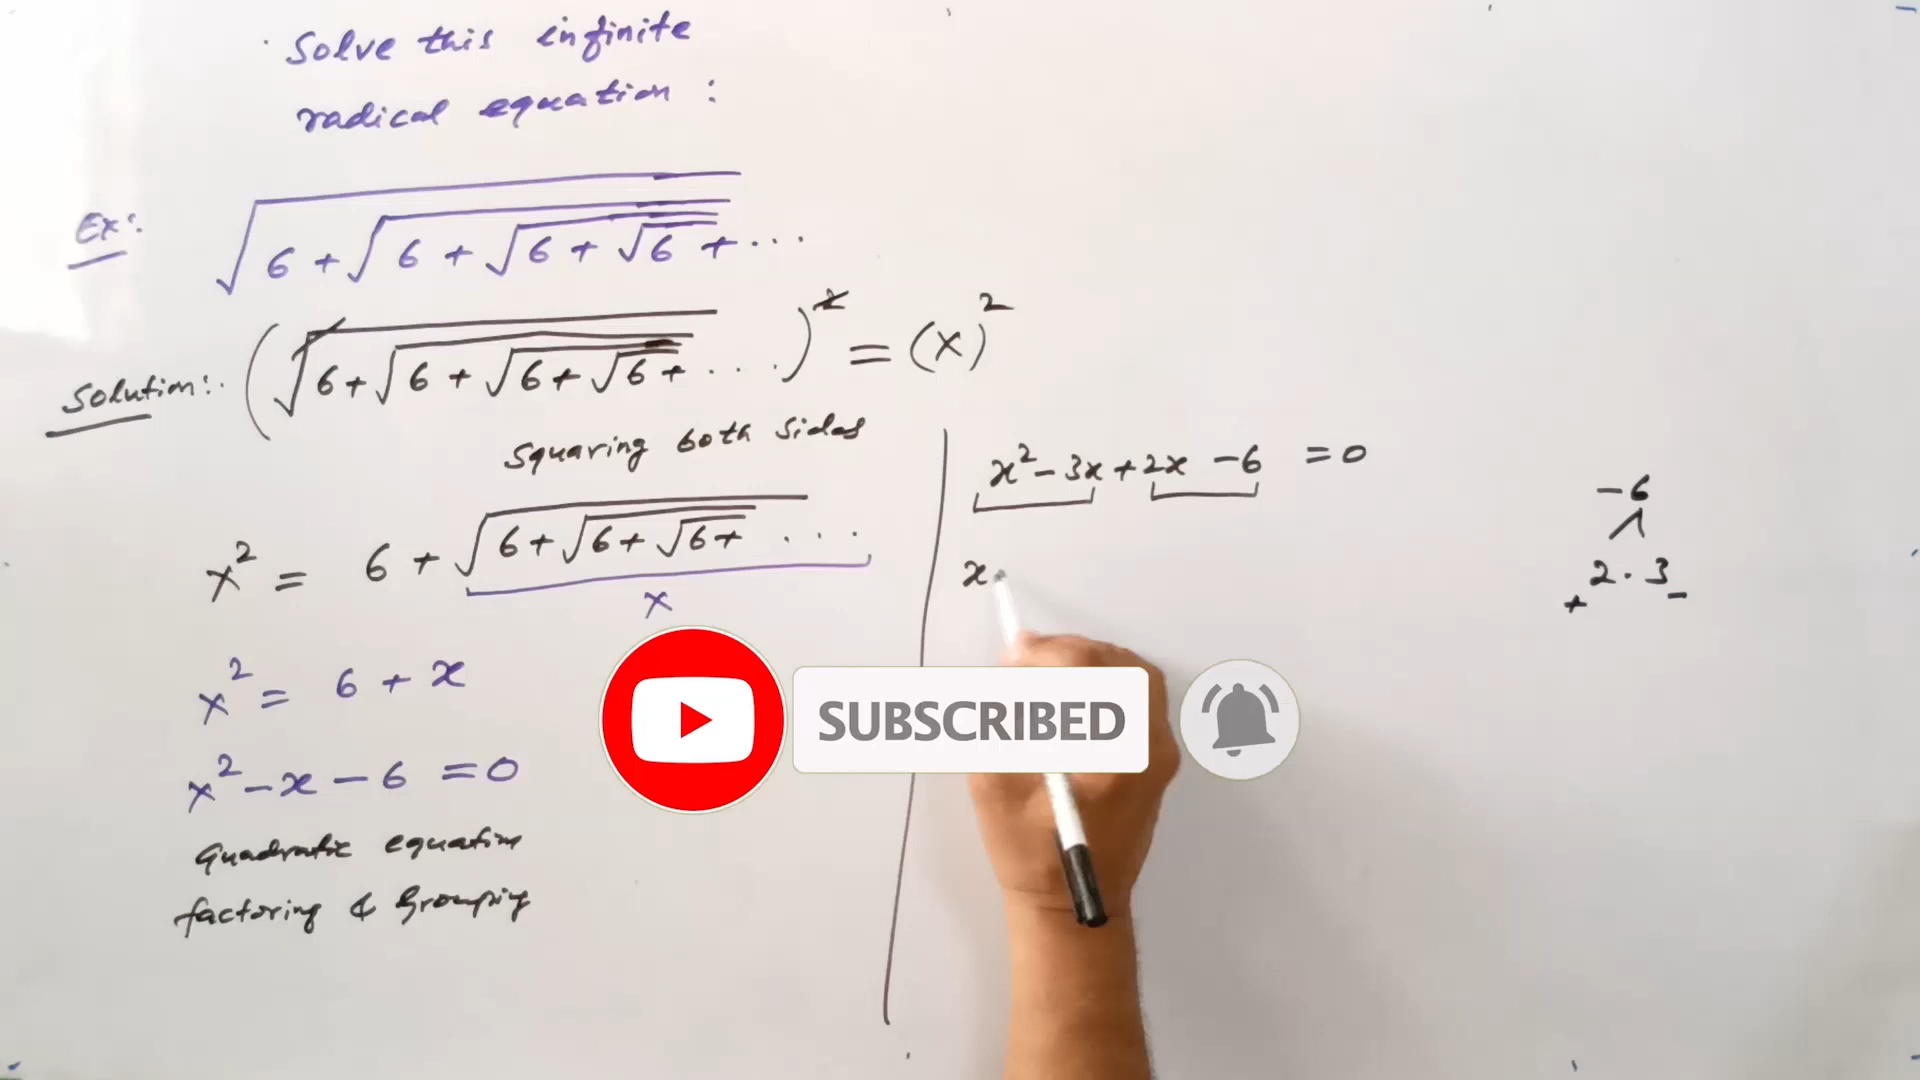 Solve this infinite
radical equation :
Ex:
√6 + √6 + √6 + √6 + ...
Solution: (√6 + √6 + √6 + √6 + ....)² = (x)²
Squaring both sides
x² = 6 + √6 + √6 + √6 + ...
x
x² = 6 + x
x² - x - 6 = 0
Quadratic equation
factoring & Grouping
x² - 3x + 2x - 6 = 0
x
-6
2 . 3
+ -
SUBSCRIBED